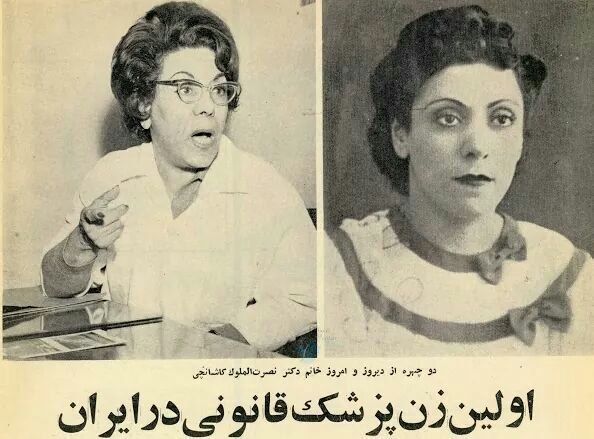 دو چهره از دیروز و امروز خانم دکتر نصرت‌الملوک کاشانچی
اولین زن پزشک قانونی در ایران